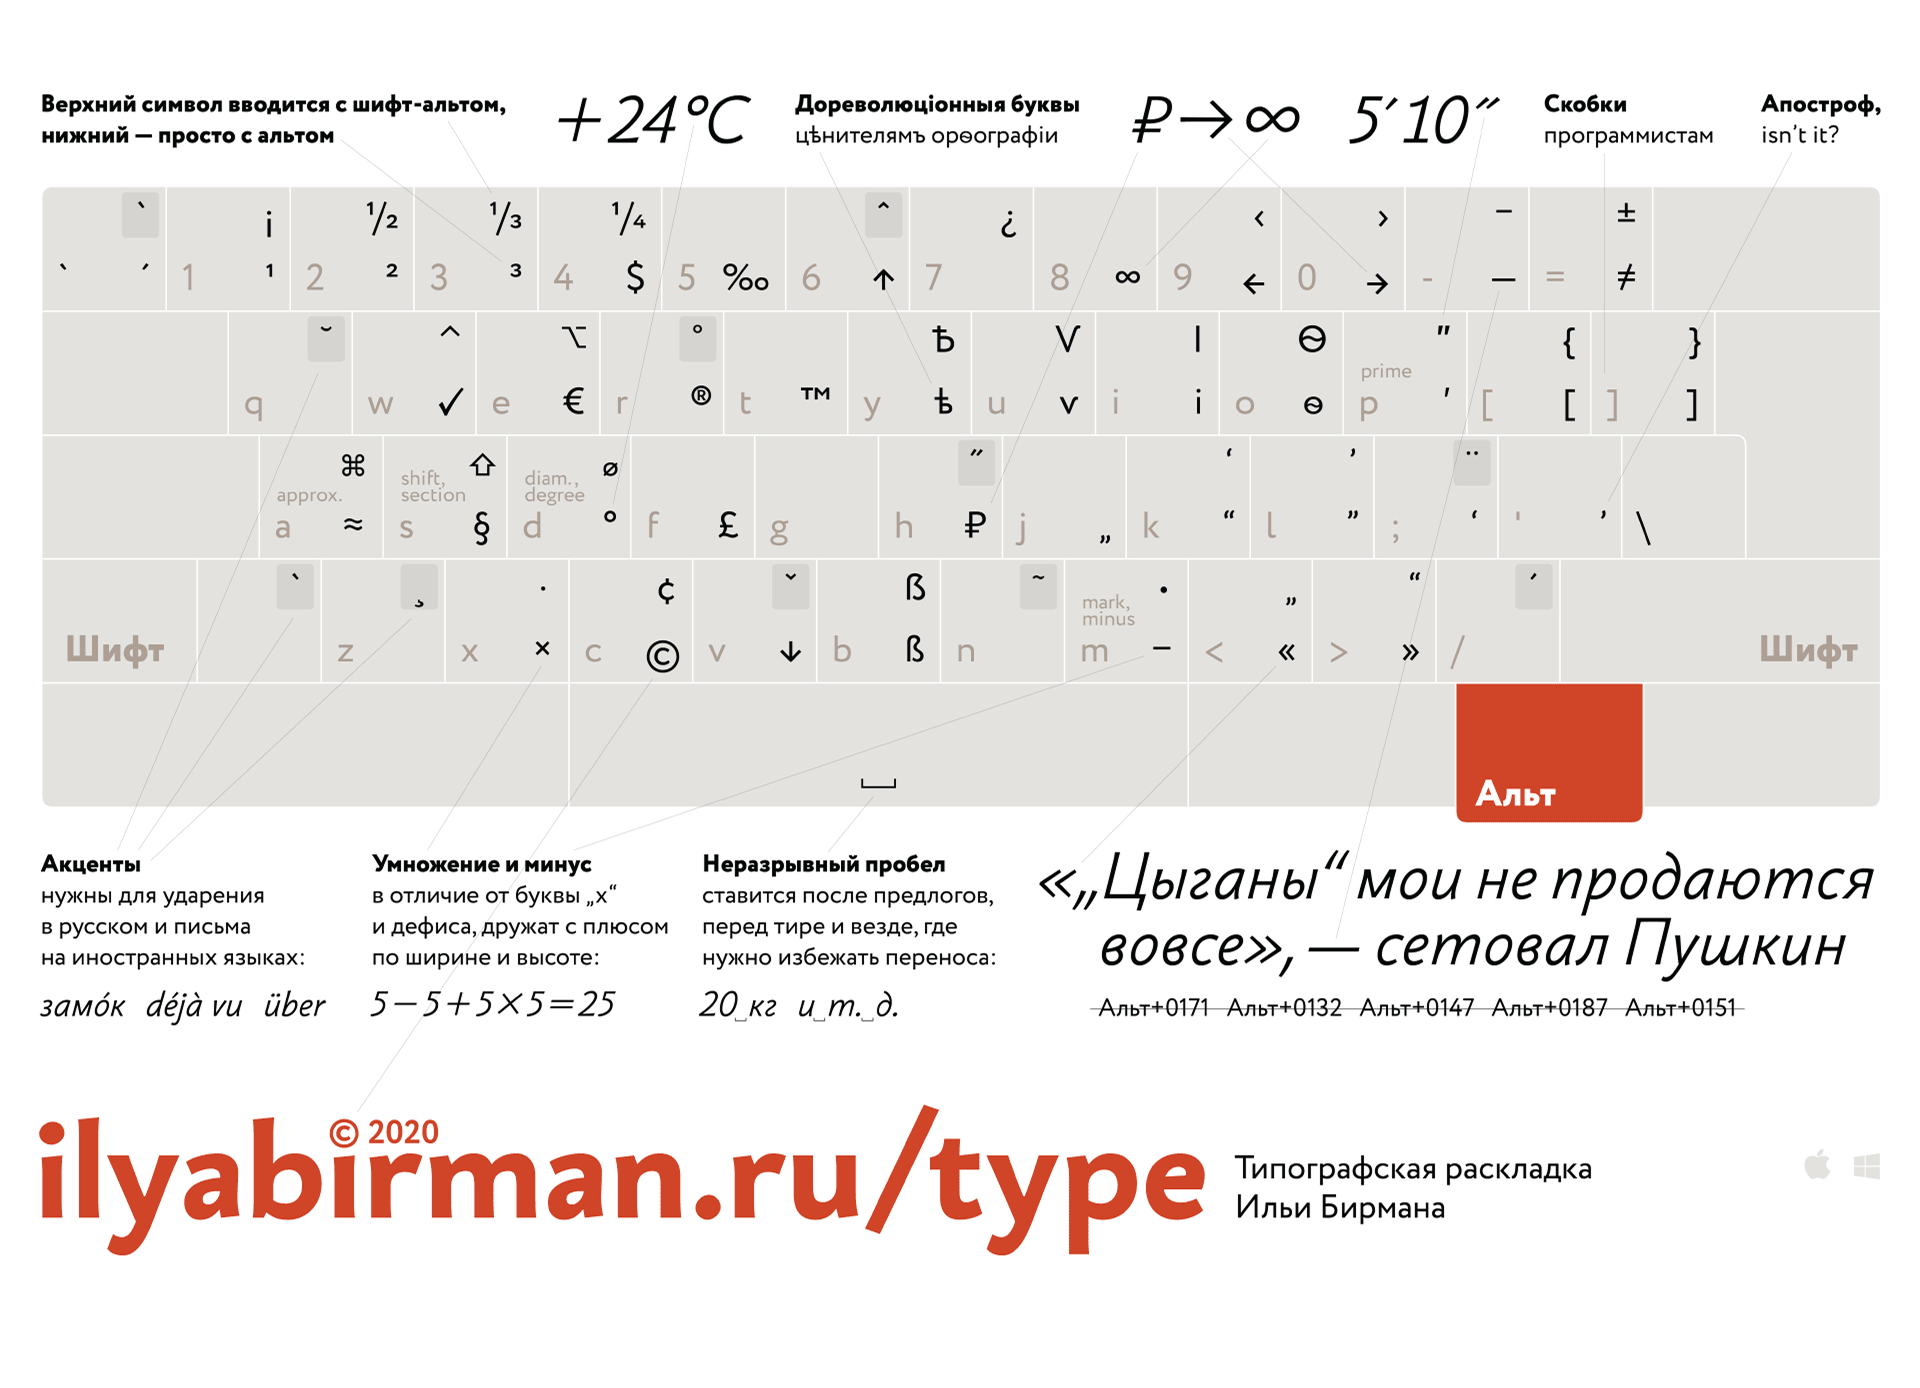 Верхний символ вводится с шифт-альтом,
нижний — просто с альтом
+24°C
Дореволюціонныя буквы
цѣнителямъ орѳографіи
₽→∞
5′10″
Скобки
программистам
Апостроф,
isn’t it?
` ¡ ½ ⅓ ¼ ˆ ¿ ‹ › – ±
` ´ 1 ¹ 2 ² 3 ³ 4 $ 5 ‰ 6 ↑ 7 8 ∞ 9 ← 0 → - — = ≠
˘ ^ ⌥ ° Ѣ Ѵ І Ѳ ″ { }
prime
q w ✓ e € r ® t ™ y ѣ u ѵ i і o ѳ p ′ [ [ ] ]
⌘ ⇧ ⌀ ˝ ‘ ’ ¨
approx. shift, section diam., degree
a ≈ s § d ° f £ g h ₽ j „ k “ l ” ; ‘ ' ’ \
` ¸ · ¢ ˇ ẞ ˜ • „ “ ´
mark, minus
Шифт z x × c © v ↓ b ß n m − < « > » / Шифт
⎵
Альт
Акценты
нужны для ударения
в русском и письма
на иностранных языках:
замо́к déjà vu über
Умножение и минус
в отличие от буквы „х“
и дефиса, дружат с плюсом
по ширине и высоте:
5−5+5×5=25
Неразрывный пробел
ставится после предлогов,
перед тире и везде, где
нужно избежать переноса:
20⎵кг и⎵т.⎵д.
«„Цыганы“ мои не продаются
вовсе», — сетовал Пушкин
Альт+0171 Альт+0132 Альт+0147 Альт+0187 Альт+0151
© 2020
ilyabirman.ru/type
Типографская раскладка
Ильи Бирмана